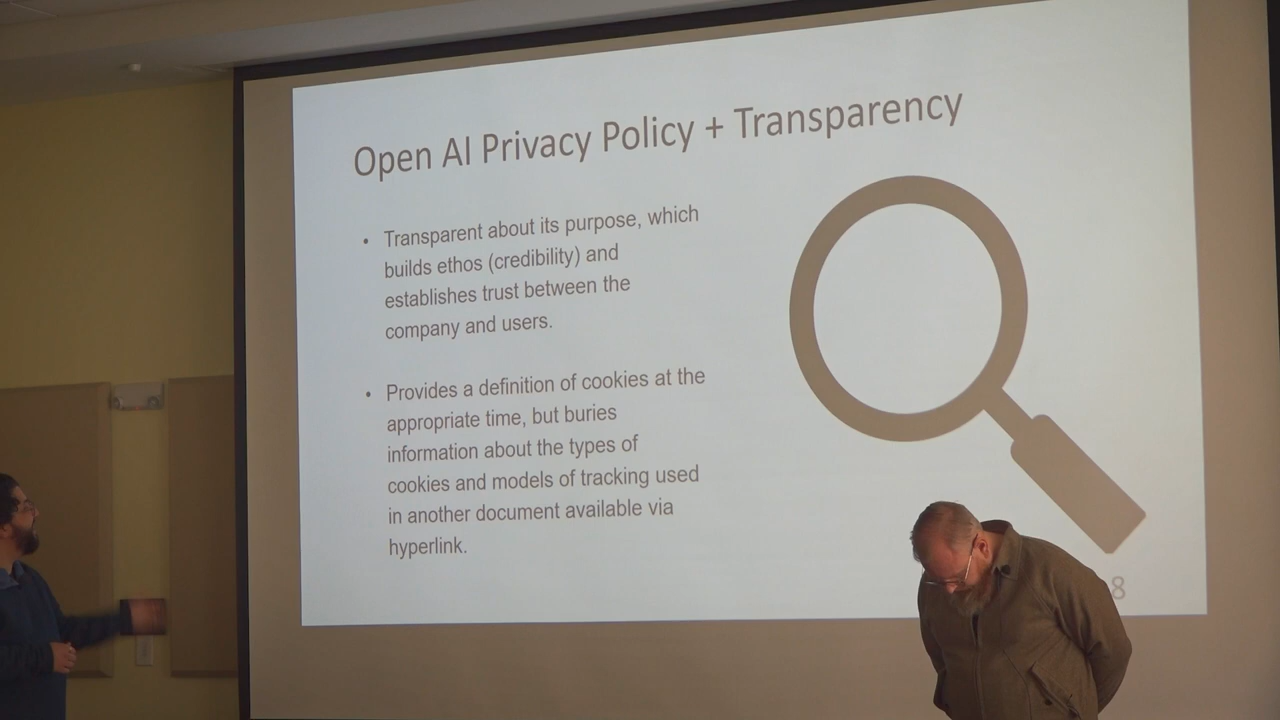 Open AI Privacy Policy + Transparency
• Transparent about its purpose, which
builds ethos (credibility) and
establishes trust between the
company and users.
• Provides a definition of cookies at the
appropriate time, but buries
information about the types of
cookies and models of tracking used
in another document available via
hyperlink.
8